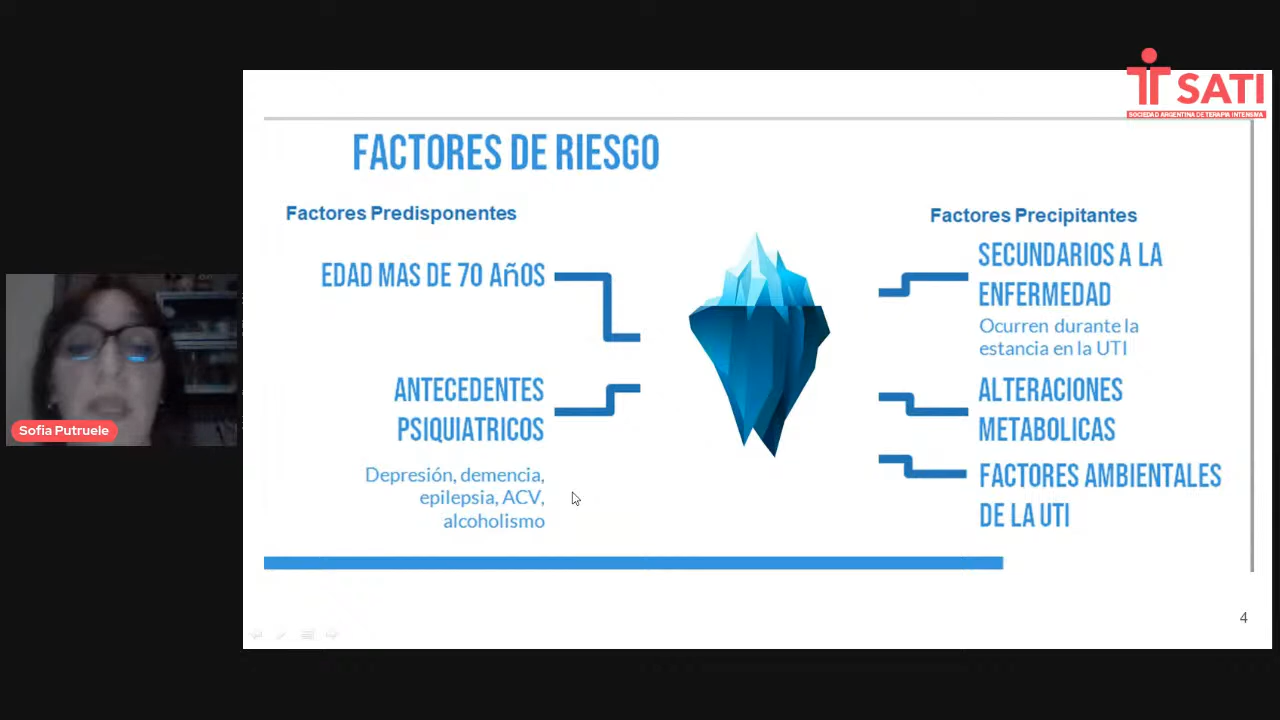 SATI
SOCIEDAD ARGENTINA DE TERAPIA INTENSIVA
FACTORES DE RIESGO
Factores Predisponentes
EDAD MAS DE 70 AñOS
ANTECEDENTES
PSIQUIATRICOS
Depresión, demencia,
epilepsia, ACV,
alcoholismo
Factores Precipitantes
SECUNDARIOS A LA
ENFERMEDAD
Ocurren durante la
estancia en la UTI
ALTERACIONES
METABOLICAS
FACTORES AMBIENTALES
DE LA UTI
4
Sofia Putruele